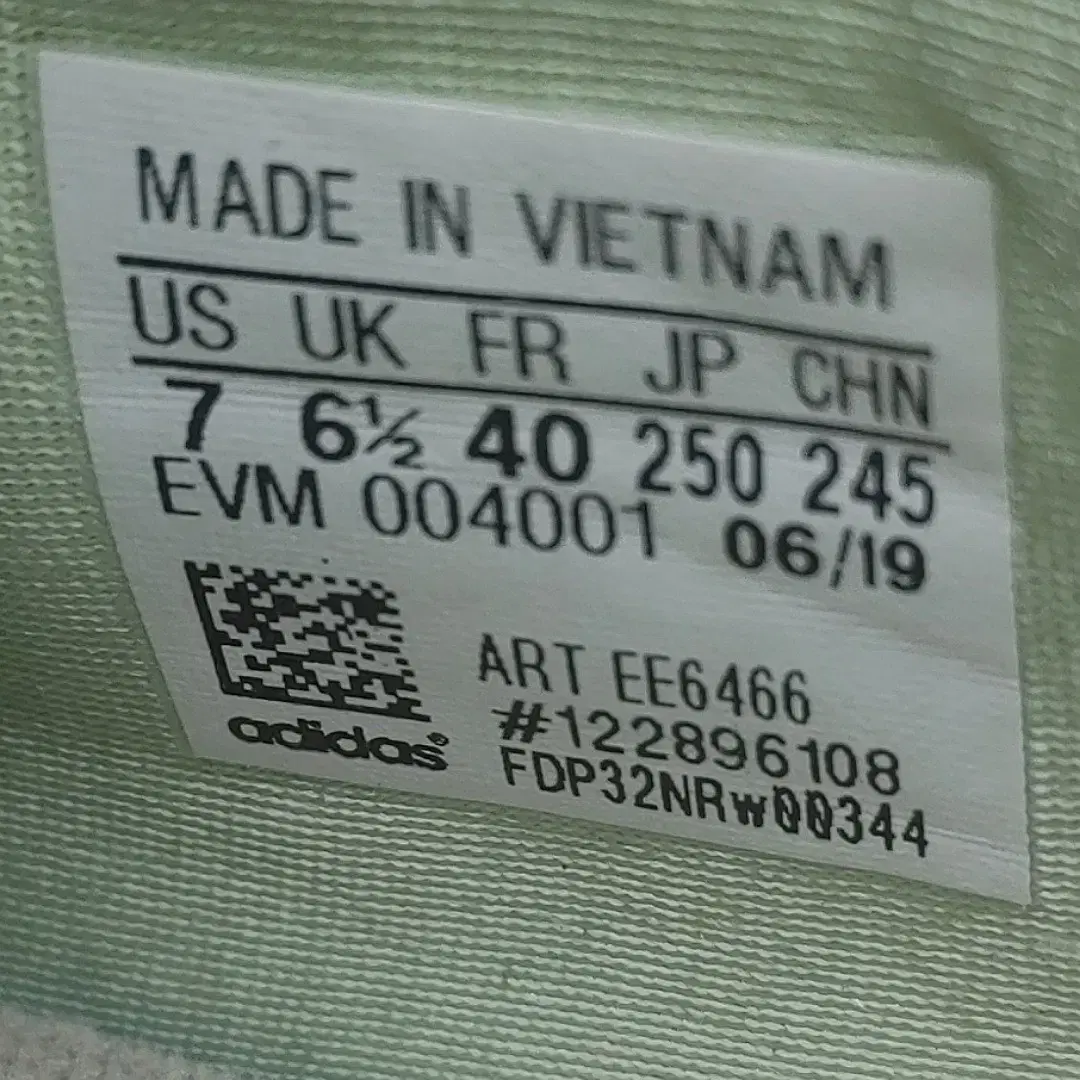 MADE IN VIETNAM
US UK FR JP CHN
7 6½ 40 250 245
EVM 004001 06/19
ART EE6466
#122896108
adidas®
FDP32NRw00344